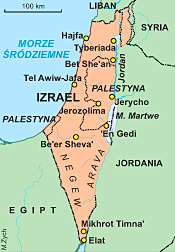 100 km
LIBAN
MORZE
ŚRÓDZIEMNE
SYRIA
Hajfa
Tyberiada
Jordan
Bet She'an
Tel Awiw-Jafa
PALESTYNA
IZRAEL
Jerycho
PALESTYNA
Jerozolima
M. Martwe
'En Gedi
Be'er Sheva'
NEGEW
ARAVA
JORDANIA
EGIPT
Mikhrot Timna'
Elat
M.Zych